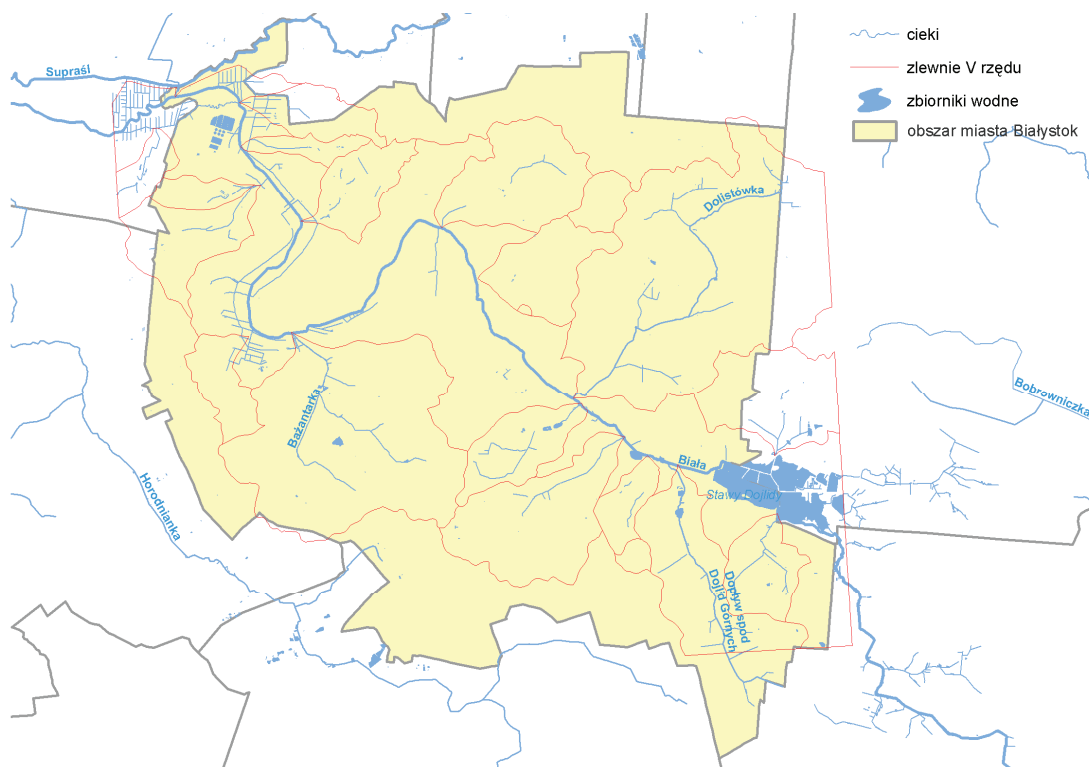 cieki
zlewnie V rzędu
zbiorniki wodne
obszar miasta Białystok
Supraśl
Dolistówka
Bobrowniczka
Bażantarka
Biała
Stawy Dojlidy
Horodnianka
Dopływ spod
Dojlid Górnych